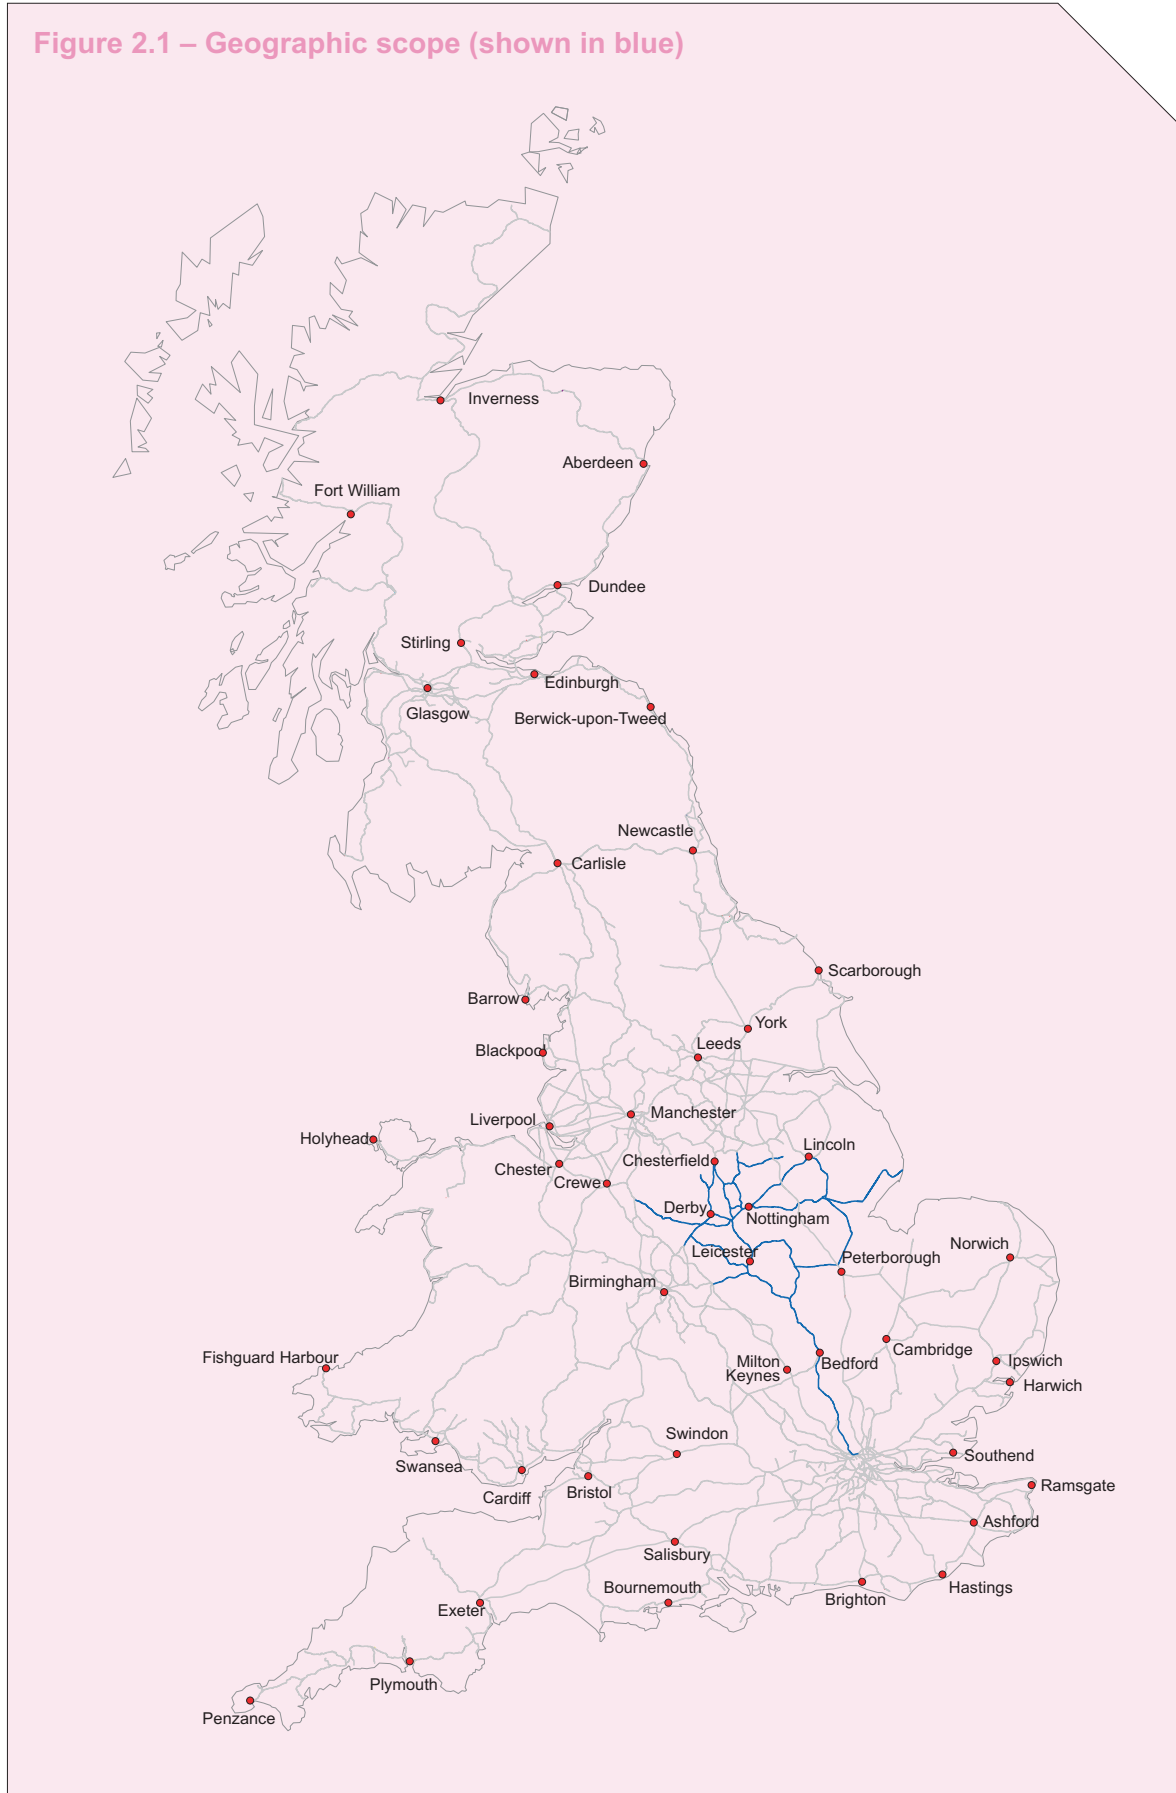 Figure 2.1 – Geographic scope (shown in blue)
Inverness
Aberdeen
Fort William
Dundee
Stirling
Edinburgh
Glasgow
Berwick-upon-Tweed
Newcastle
Carlisle
Scarborough
Barrow
York
Leeds
Blackpool
Manchester
Liverpool
Holyhead
Lincoln
Chesterfield
Chester
Crewe
Derby
Nottingham
Norwich
Leicester
Peterborough
Birmingham
Cambridge
Fishguard Harbour
Milton
Keynes
Bedford
Ipswich
Harwich
Swindon
Southend
Swansea
Cardiff
Bristol
Ramsgate
Ashford
Salisbury
Bournemouth
Hastings
Brighton
Exeter
Plymouth
Penzance